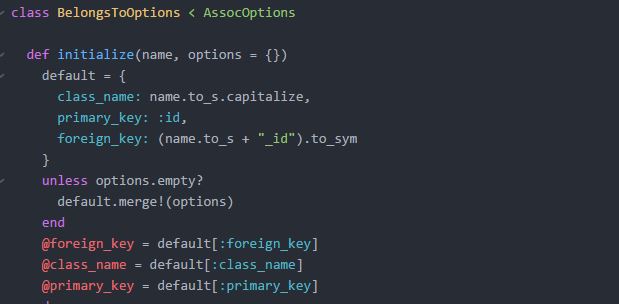 class BelongsToOptions < AssocOptions
def initialize(name, options = {})
default = {
class_name: name.to_s.capitalize,
primary_key: :id,
foreign_key: (name.to_s + "_id").to_sym
}
unless options.empty?
default.merge!(options)
end
@foreign_key = default[:foreign_key]
@class_name = default[:class_name]
@primary_key = default[:primary_key]